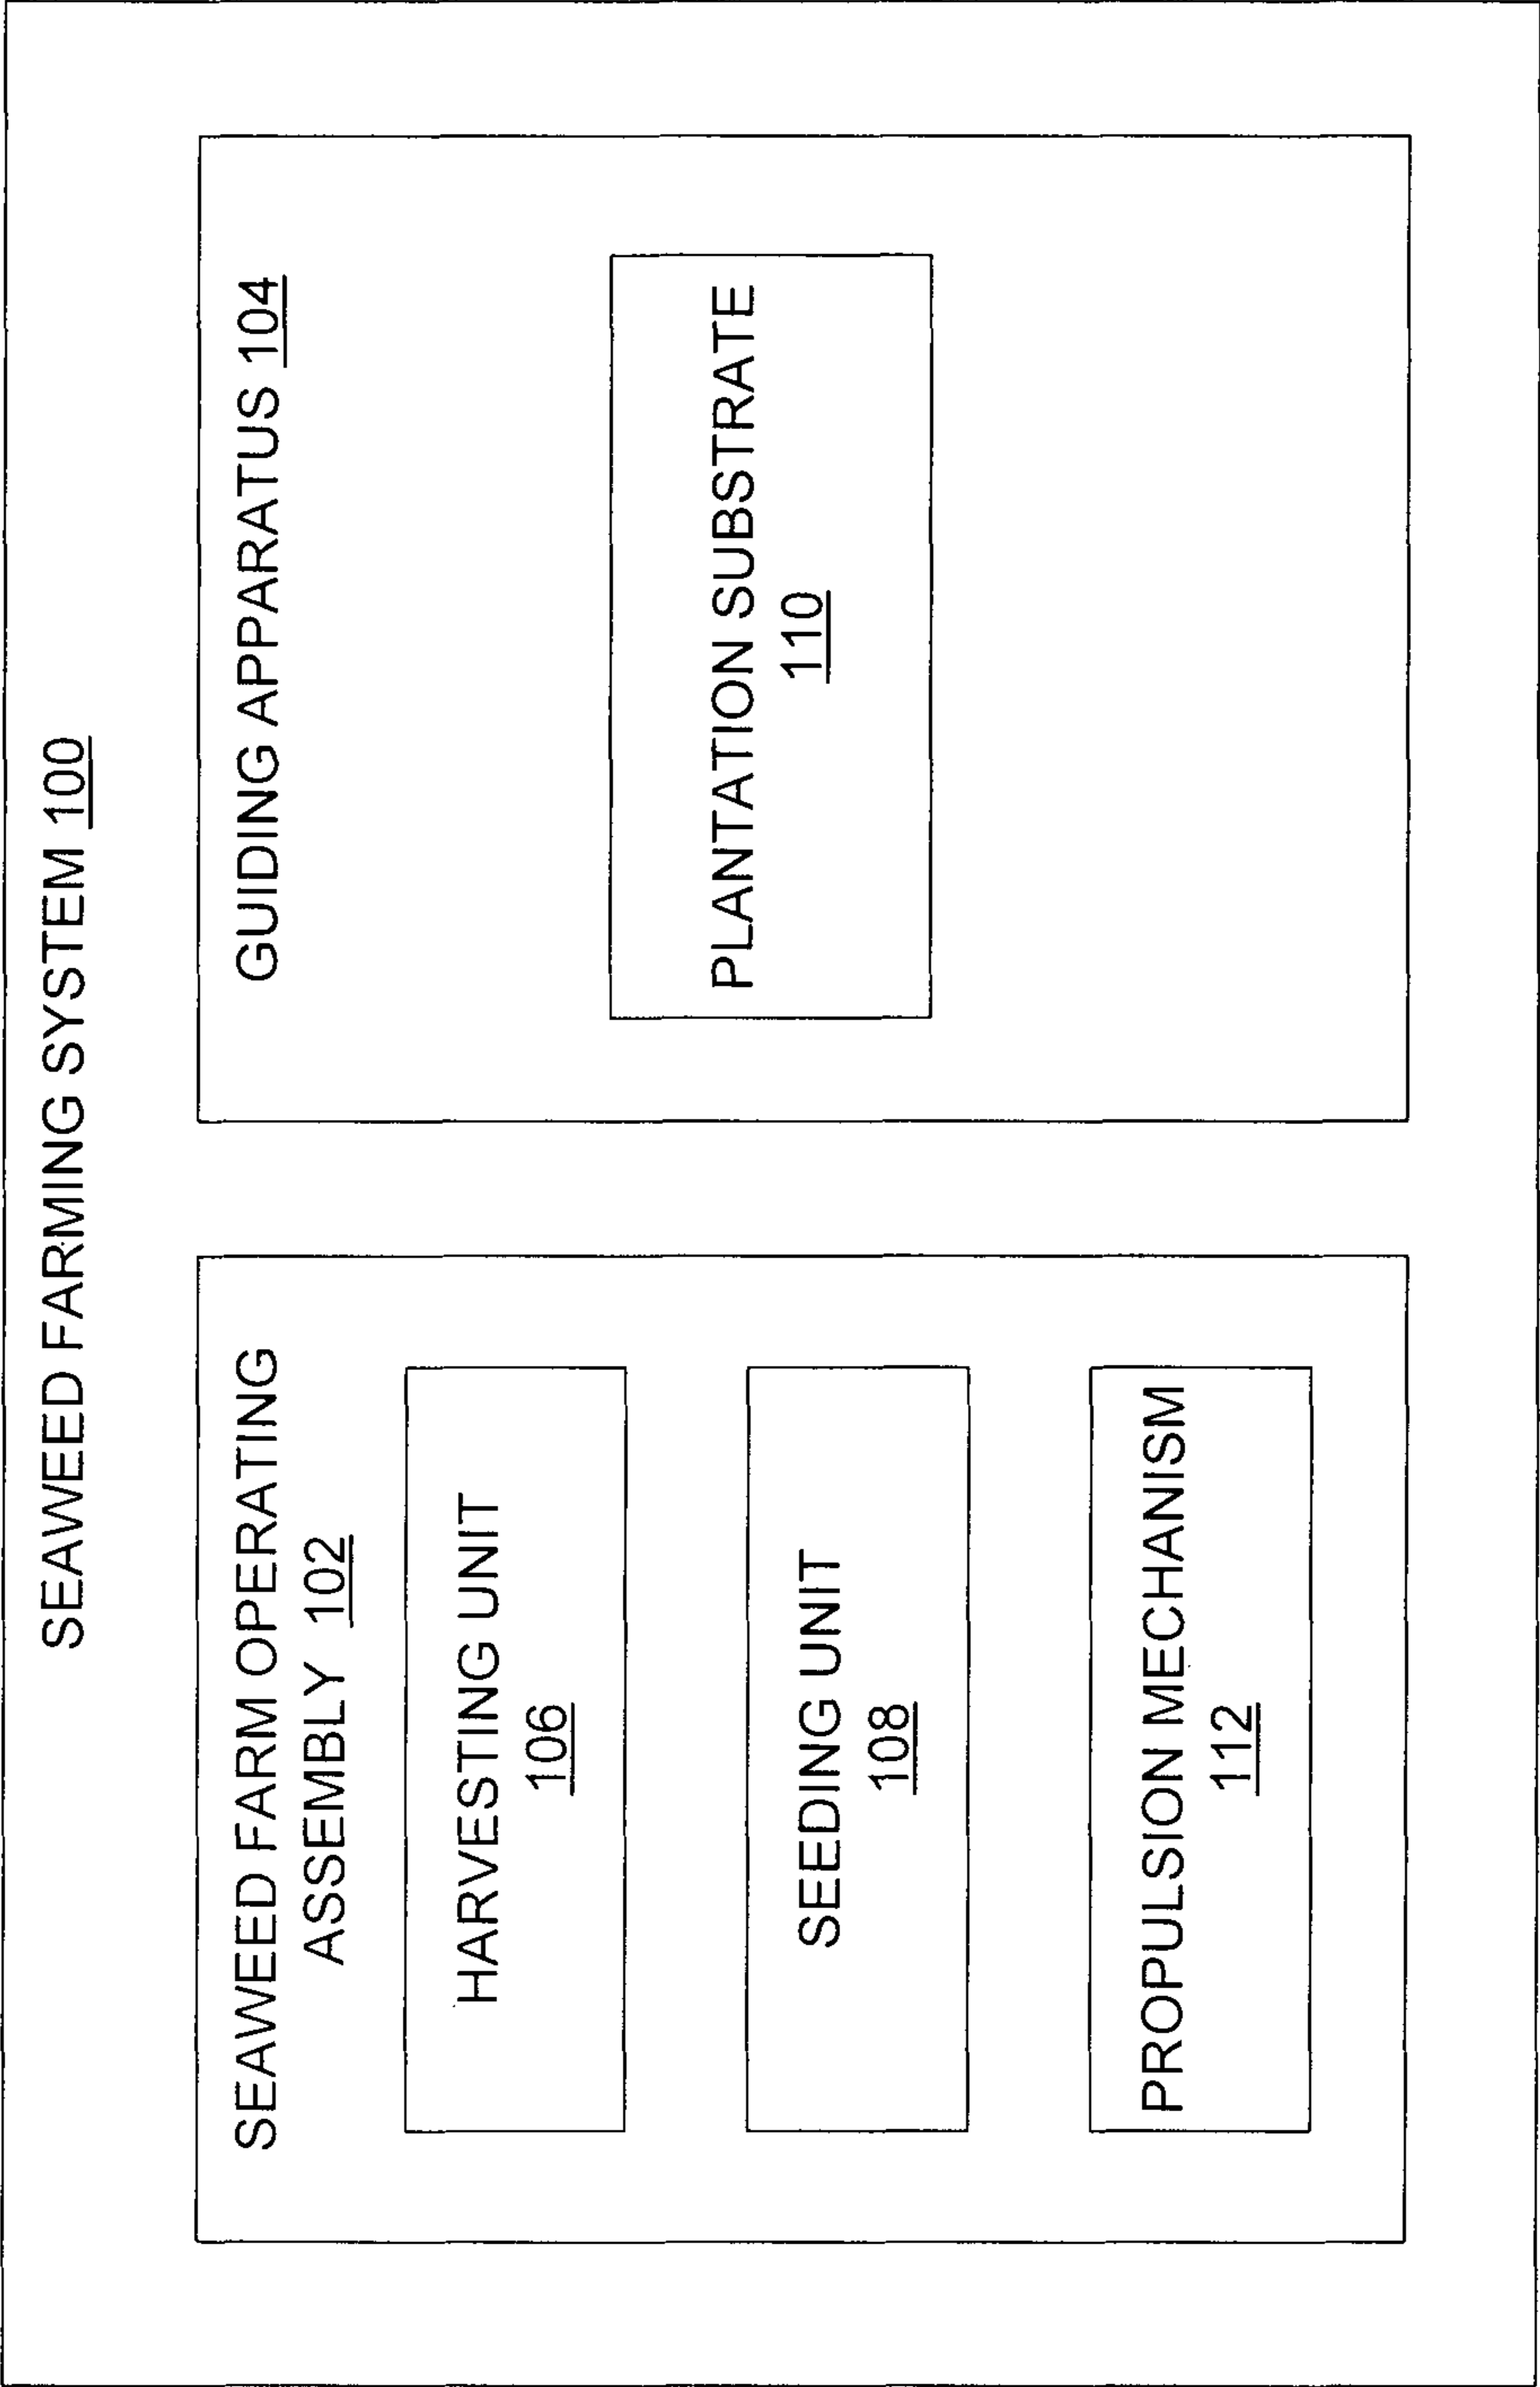 SEAWEED FARMING SYSTEM 100
SEAWEED FARM OPERATING
ASSEMBLY 102
HARVESTING UNIT
106
SEEDING UNIT
108
PROPULSION MECHANISM
112
GUIDING APPARATUS 104
PLANTATION SUBSTRATE
110